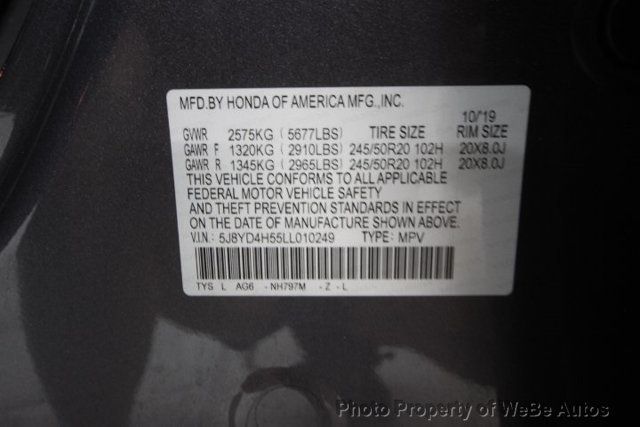 MFD.BY HONDA OF AMERICA MFG.,INC.
10/'19
GVWR 2575KG ( 5677LBS) TIRE SIZE RIM SIZE
GAWR F 1320KG ( 2910LBS) 245/50R20 102H 20X8.0J
GAWR R 1345KG ( 2965LBS) 245/50R20 102H 20X8.0J
THIS VEHICLE CONFORMS TO ALL APPLICABLE
FEDERAL MOTOR VEHICLE SAFETY
AND THEFT PREVENTION STANDARDS IN EFFECT
ON THE DATE OF MANUFACTURE SHOWN ABOVE.
V.I.N.: 5J8YD4H55LL010249 TYPE: MPV
TYS L AG6 -NH797M -Z -L
Photo Property of WeBe Autos